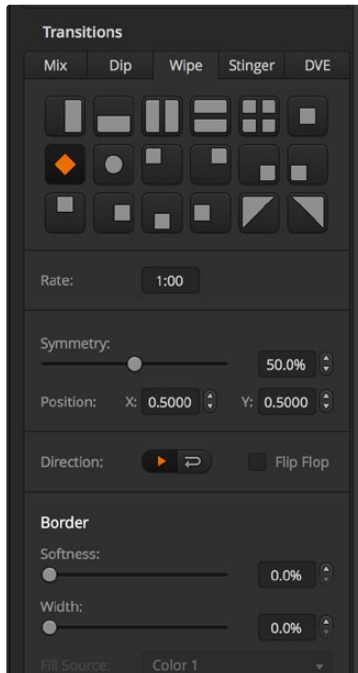 Transitions
Mix Dip Wipe Stinger DVE
Rate: 1:00
Symmetry:
50.0%
Position: X: 0.5000 Y: 0.5000
Direction: Flip Flop
Border
Softness:
0.0%
Width:
0.0%
Fill Source: Color 1